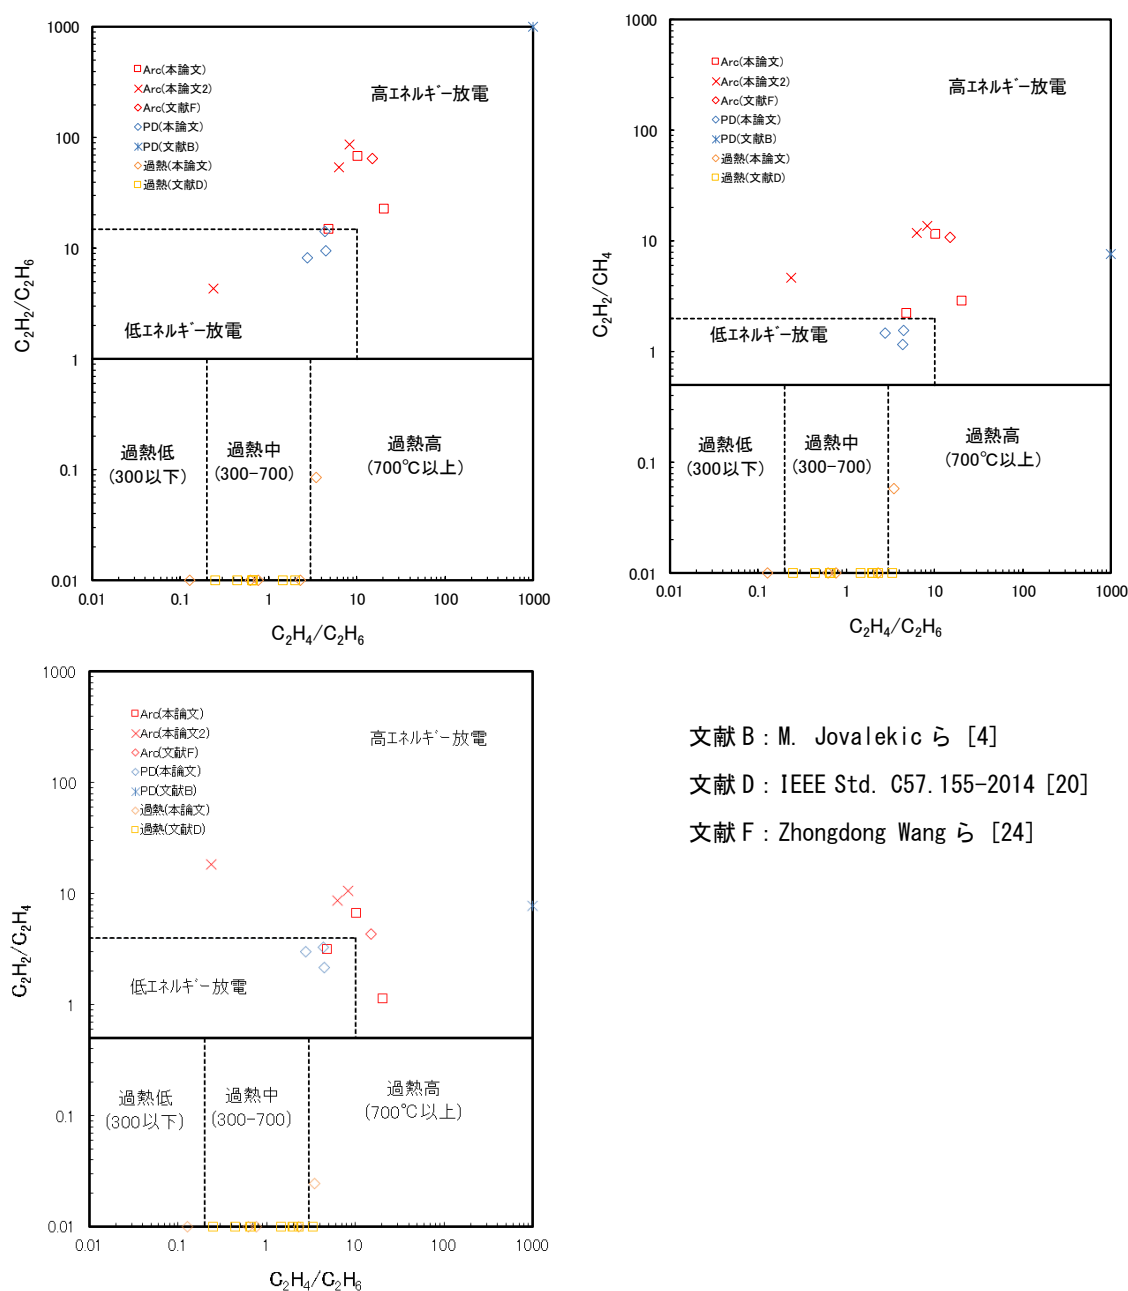 1000
100
10
1
0.1
0.01
C₂H₂/C₂H₆
□Arc(本論文)
×Arc(本論文2)
◇Arc(文献F)
◇PD(本論文)
PD(文献B)
◇過熱(本論文)
□過熱(文献D)
高エネルギー放電
低エネルギー放電
過熱低
(300以下)
過熱中
(300-700)
過熱高
(700℃以上)
0.01 0.1 1 10 100 1000
C₂H₄/C₂H₆
1000
100
10
1
0.1
0.01
C₂H₂/CH₄
□Arc(本論文)
×Arc(本論文2)
◇Arc(文献F)
◇PD(本論文)
PD(文献B)
◇過熱(本論文)
□過熱(文献D)
高エネルギー放電
低エネルギー放電
過熱低
(300以下)
過熱中
(300-700)
過熱高
(700℃以上)
0.01 0.1 1 10 100 1000
C₂H₄/C₂H₆
1000
100
10
1
0.1
0.01
C₂H₂/C₂H₄
□Arc(本論文)
×Arc(本論文2)
◇Arc(文献F)
◇PD(本論文)
PD(文献B)
◇過熱(本論文)
□過熱(文献D)
高エネルギー放電
低エネルギー放電
過熱低
(300以下)
過熱中
(300-700)
過熱高
(700℃以上)
0.01 0.1 1 10 100 1000
C₂H₄/C₂H₆
文献 B：M. Jovalekic ら [4]
文献 D：IEEE Std. C57.155-2014 [20]
文献 F：Zhongdong Wang ら [24]